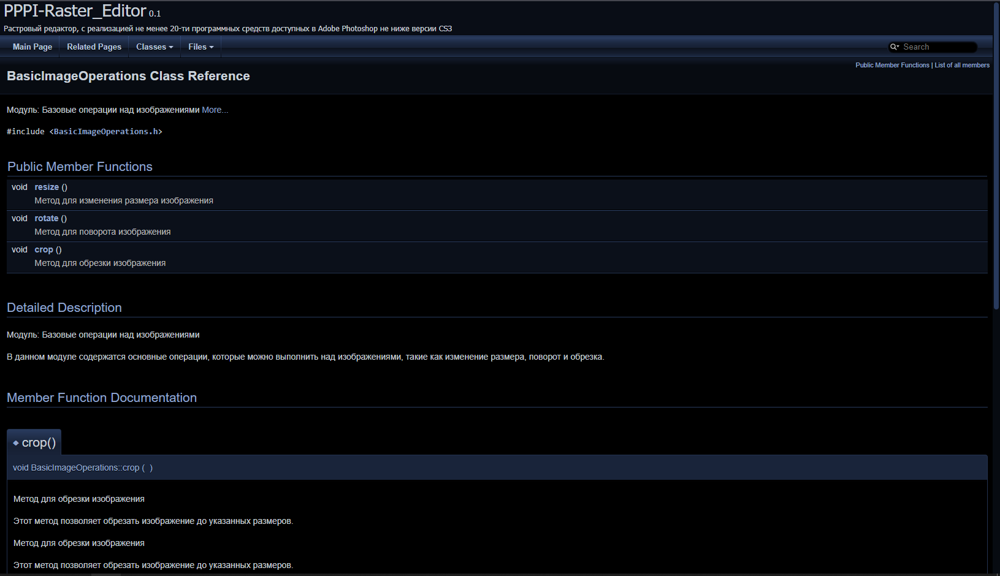 PPPI-Raster_Editor 0.1
Растровый редактор, с реализацией не менее 20-ти программных средств доступных в Adobe Photoshop не ниже версии CS3
Main Page Related Pages Classes Files Search
Public Member Functions | List of all members
BasicImageOperations Class Reference
Модуль: Базовые операции над изображениями More...
#include <BasicImageOperations.h>
Public Member Functions
void resize ()
Метод для изменения размера изображения
void rotate ()
Метод для поворота изображения
void crop ()
Метод для обрезки изображения
Detailed Description
Модуль: Базовые операции над изображениями
В данном модуле содержатся основные операции, которые можно выполнить над изображениями, такие как изменение размера, поворот и обрезка.
Member Function Documentation
◆ crop()
void BasicImageOperations::crop ( )
Метод для обрезки изображения
Этот метод позволяет обрезать изображение до указанных размеров.
Метод для обрезки изображения
Этот метод позволяет обрезать изображение до указанных размеров.